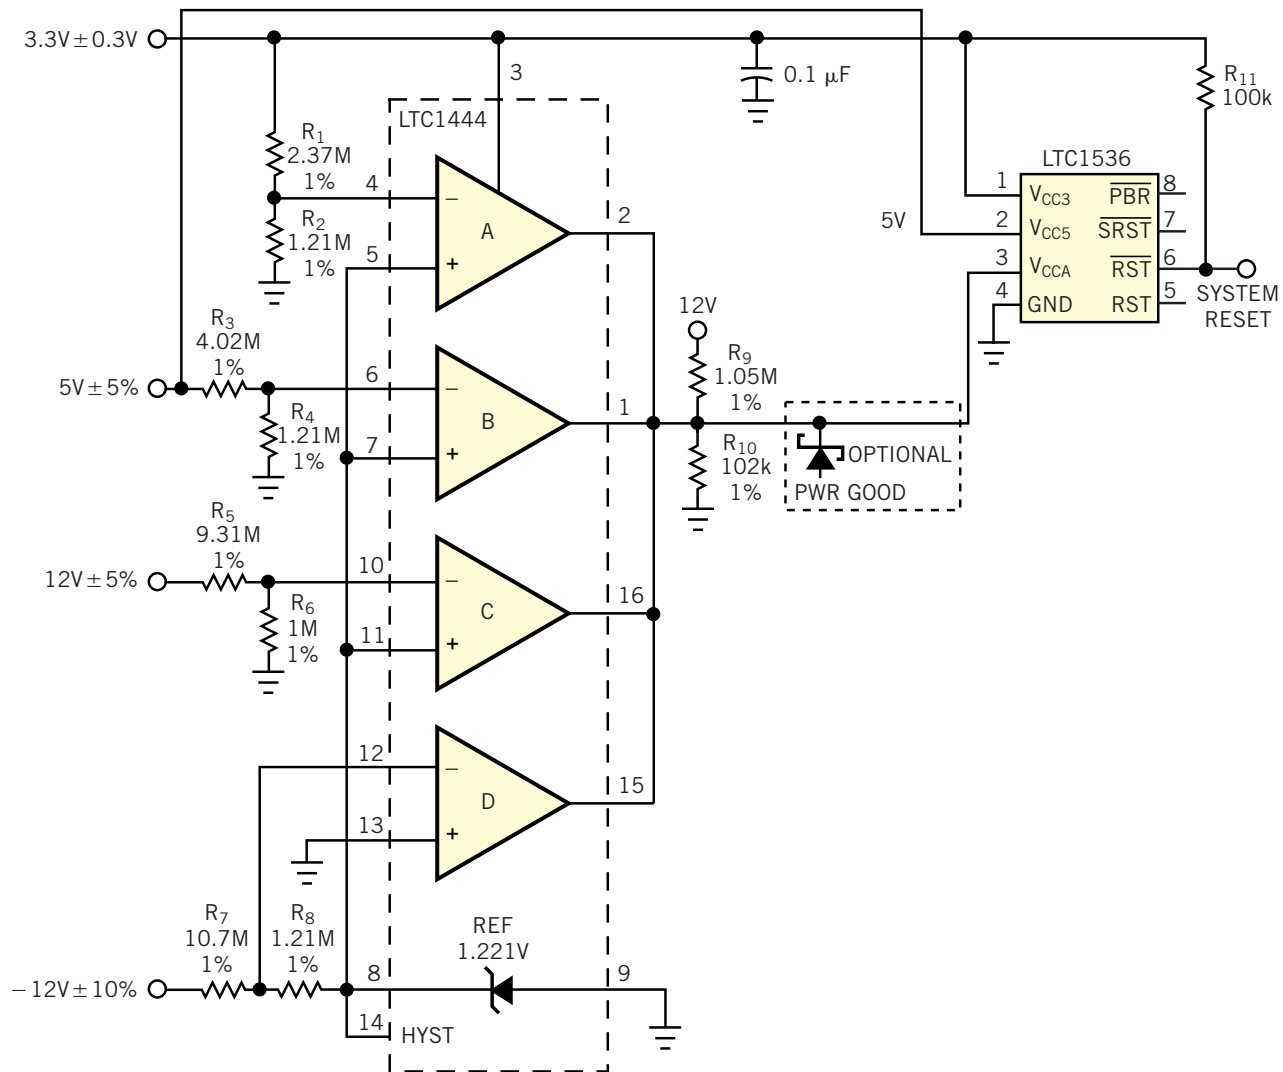 3.3V±0.3V
3
0.1 µF
R11
100k
LTC1444
R1
2.37M
1%
4
−
A
2
R2
1.21M
1%
5
+
LTC1536
1
VCC3
PBR
8
5V
2
VCC5
SRST
7
3
VCCA
RST
6
4
GND
RST
5
SYSTEM
RESET
R3
4.02M
1%
5V±5%
6
−
B
1
R4
1.21M
1%
7
+
12V
R9
1.05M
1%
R10
102k
1%
OPTIONAL
PWR GOOD
R5
9.31M
1%
12V±5%
10
−
C
16
R6
1M
1%
11
+
12
−
D
15
13
+
R7
10.7M
1%
R8
1.21M
1%
REF
1.221V
−12V±10%
8
9
14
HYST